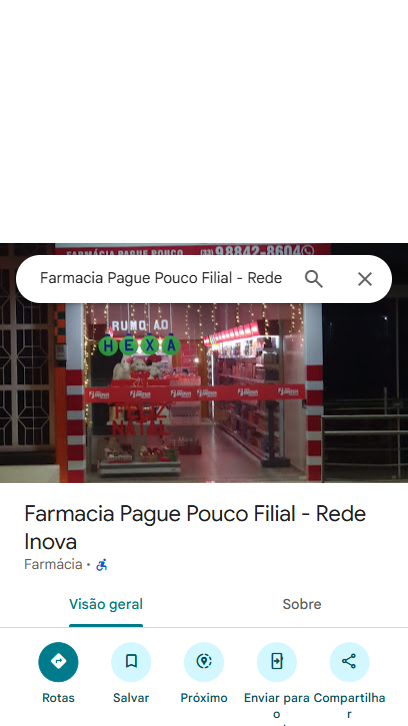 FARMÁCIA PAGUE POUCO (33) 98842-8604
Farmacia Pague Pouco Filial - Rede
RUMO AO
HEXA
Farmacia Pague Pouco Filial - Rede
Inova
Farmácia •
Visão geral
Sobre
Rotas
Salvar
Próximo
Enviar para
o
Compartilha
r